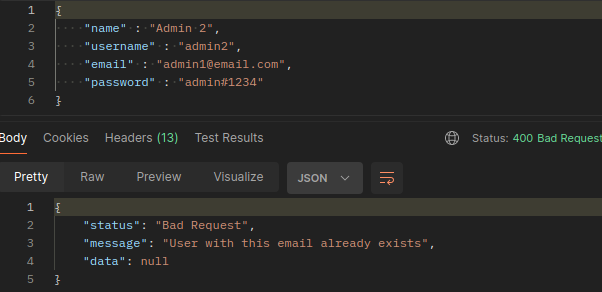 1 {
2 "name" : "Admin 2",
3 "username" : "admin2",
4 "email" : "admin1@email.com",
5 "password" : "admin#1234"
6 }
Body Cookies Headers (13) Test Results Status: 400 Bad Request
Pretty Raw Preview Visualize JSON
1 {
2 "status": "Bad Request",
3 "message": "User with this email already exists",
4 "data": null
5 }